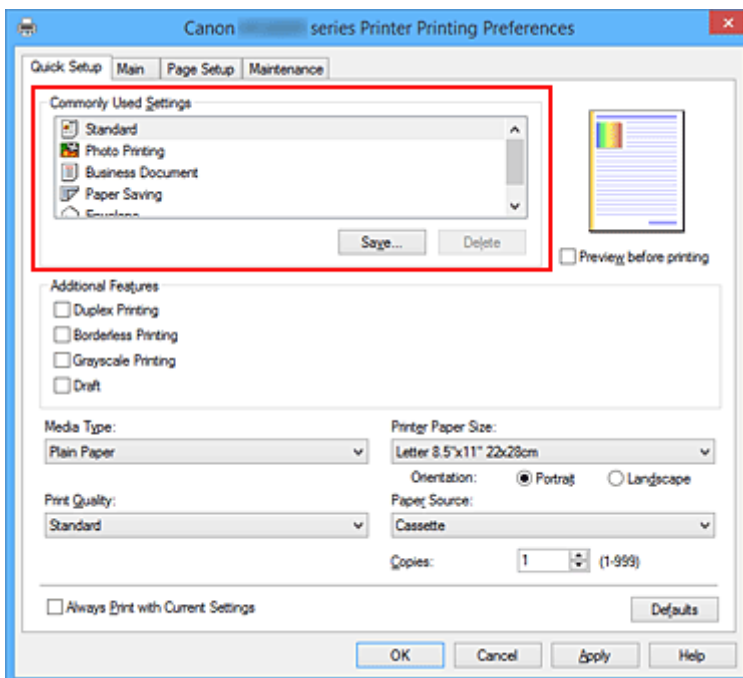 Canon series Printer Printing Preferences
Quick Setup Main Page Setup Maintenance
Commonly Used Settings
Standard
Photo Printing
Business Document
Paper Saving
Envelope
Save... Delete
Preview before printing
Addtional Features
Duplex Printing
Borderless Printing
Grayscale Printing
Draft
Media Type: Printer Paper Size:
Plain Paper Letter 8.5"x11" 22x28cm
Orientation: Portrait Landscape
Print Quality: Paper Source:
Standard Cassette
Copies: 1 (1-999)
Always Print with Current Settings Defaults
OK Cancel Apply Help